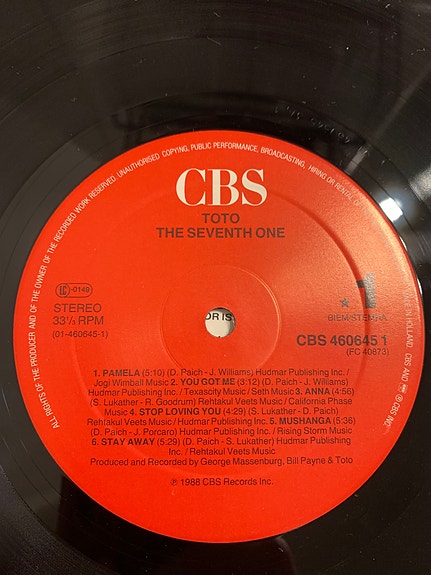 ALL RIGHTS OF THE PRODUCER AND OF THE OWNER OF THE RECORDED WORK RESERVED. UNAUTHORISED COPYING, PUBLIC PERFORMANCE, BROADCASTING, HIRING OR RENTAL OF
CBS
TOTO
THE SEVENTH ONE
LC-0149
STEREO
33⅓ RPM
(01-460645-1)
OR IS
★ 1
BIEM/STEMRA
CBS 460645 1
(FC 40873)
1. PAMELA (5:10) (D. Paich - J. Williams) Hudmar Publishing Inc. /
Jogi Wimball Music 2. YOU GOT ME (3:12) (D. Paich - J. Williams)
Hudmar Publishing Inc. / Texascity Music / Seth Music 3. ANNA (4:56)
(S. Lukather - R. Goodrum) Rehtakul Veets Music / California Phase
Music 4. STOP LOVING YOU (4:29) (S. Lukather - D. Paich)
Rehtakul Veets Music / Hudmar Publishing Inc. 5. MUSHANGA (5:36)
(D. Paich - J. Porcaro) Hudmar Publishing Inc. / Rising Storm Music
6. STAY AWAY (5:29) (D. Paich - S. Lukather) Hudmar Publishing Inc.
/ Rehtakul Veets Music
Produced and Recorded by George Massenburg, Bill Payne & Toto
℗ 1988 CBS Records Inc.
IN HOLLAND. CBS AND ℗ CBS INC.